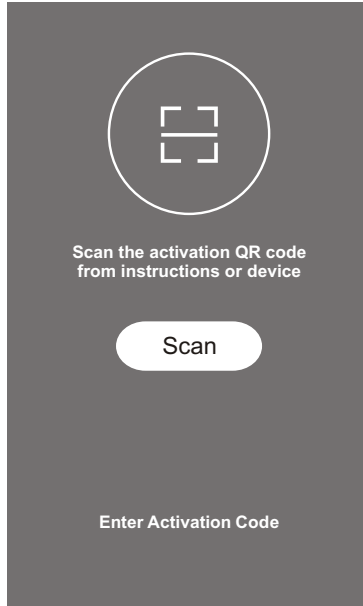 Scan the activation QR code
from instructions or device
Scan
Enter Activation Code